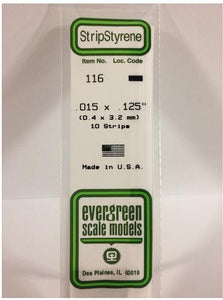 StripStyrene
Item No. Loc. Code
116
.015 x .125"
(0.4 x 3.2 mm)
10 Strips
Made in U.S.A.
evergreen
scale models
Des Plaines, IL 60018